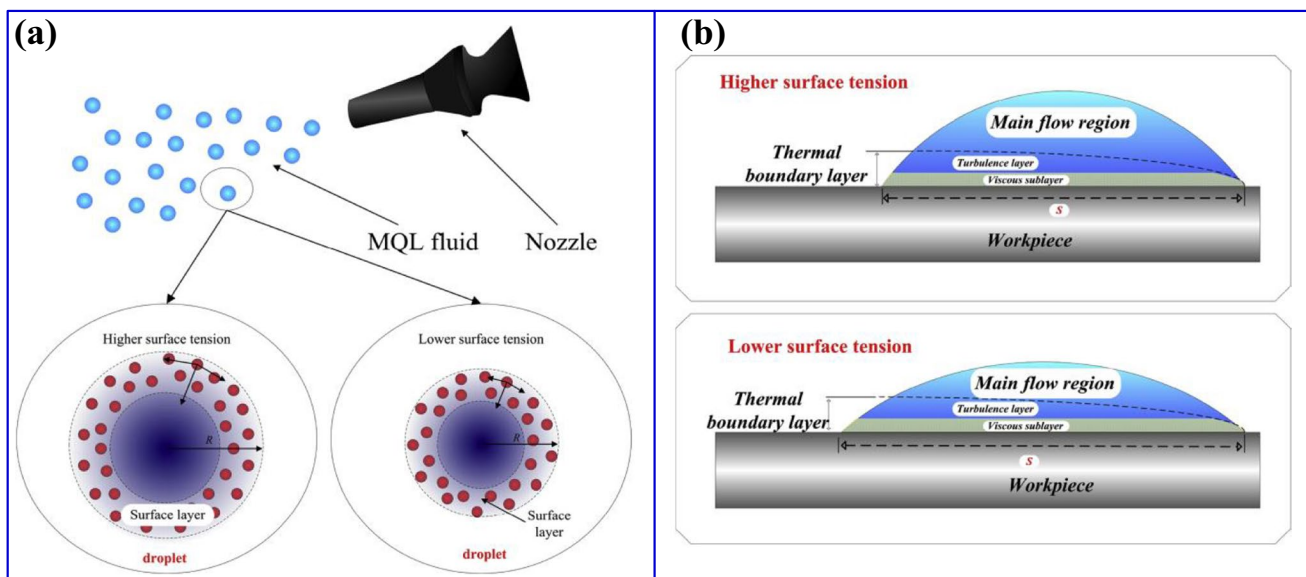 (a)
MQL fluid
Nozzle
Higher surface tension
R
Surface layer
droplet
Lower surface tension
R
Surface
layer
droplet
(b)
Higher surface tension
Main flow region
Thermal
boundary layer
Turbulence layer
Viscous sublayer
S
Workpiece
Lower surface tension
Main flow region
Thermal
boundary layer
Turbulence layer
Viscous sublayer
S
Workpiece